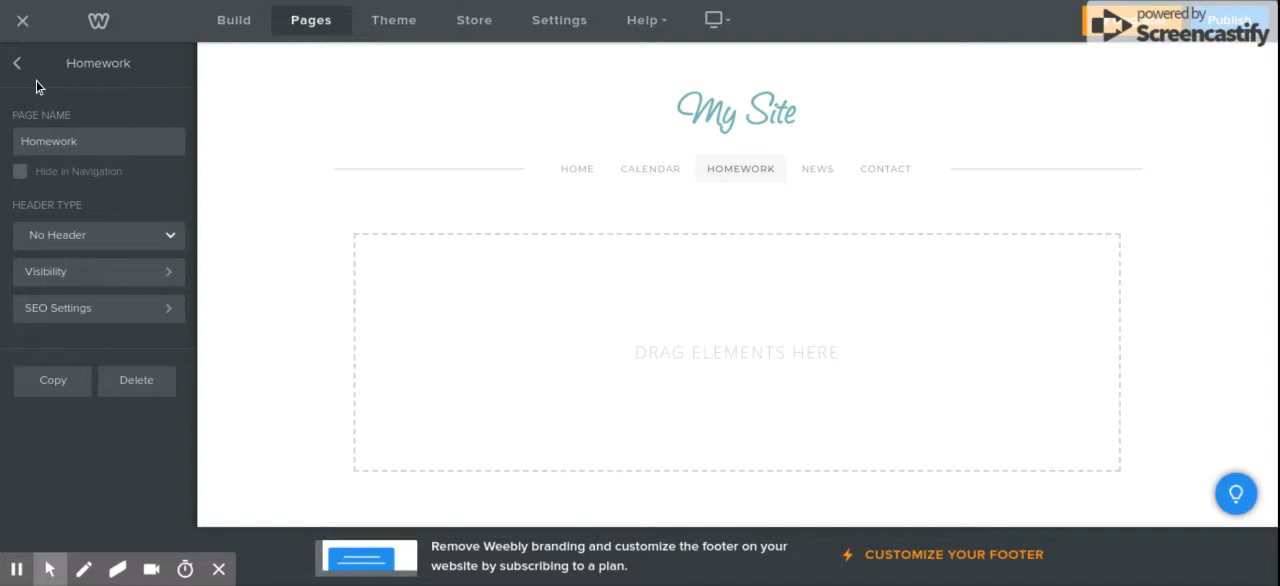 Build Pages Theme Store Settings Help Publish
powered by
Screencastify
Homework
PAGE NAME
Homework
Hide in Navigation
HEADER TYPE
No Header
Visibility
SEO Settings
Copy Delete
My Site
HOME CALENDAR HOMEWORK NEWS CONTACT
DRAG ELEMENTS HERE
Remove Weebly branding and customize the footer on your
website by subscribing to a plan.
CUSTOMIZE YOUR FOOTER